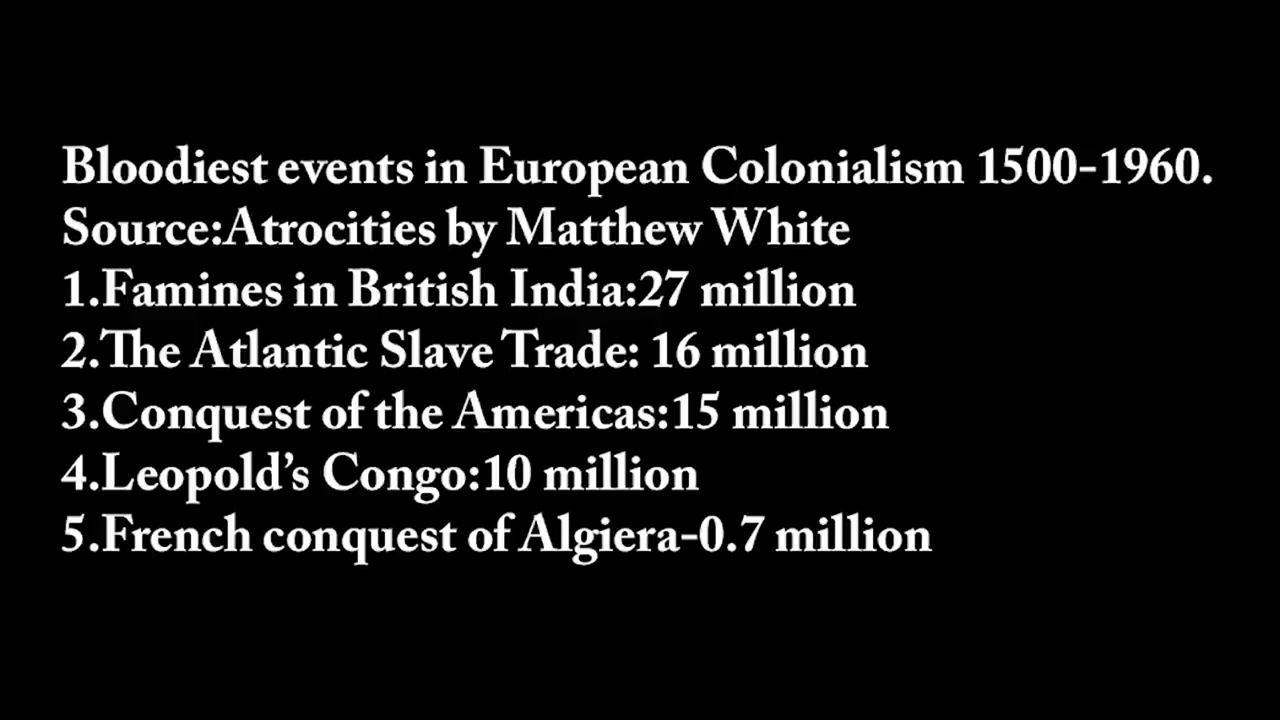 Bloodiest events in European Colonialism 1500-1960.
Source:Atrocities by Matthew White
1.Famines in British India:27 million
2.The Atlantic Slave Trade: 16 million
3.Conquest of the Americas:15 million
4.Leopold’s Congo:10 million
5.French conquest of Algiera-0.7 million